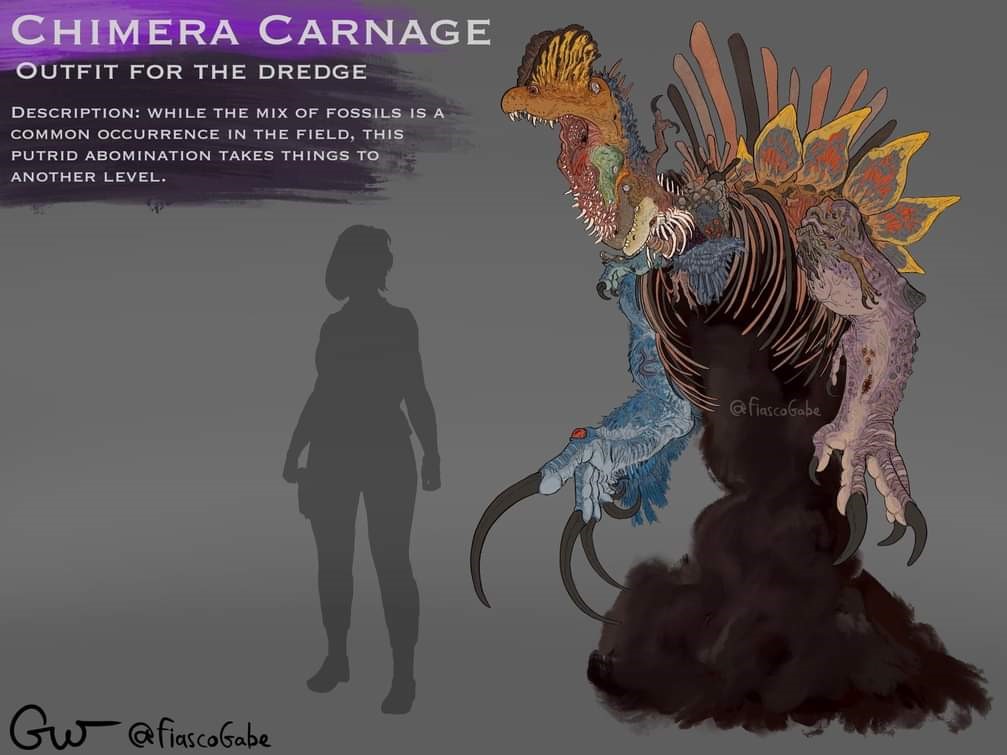 CHIMERA CARNAGE
OUTFIT FOR THE DREDGE
DESCRIPTION: WHILE THE MIX OF FOSSILS IS A
COMMON OCCURRENCE IN THE FIELD, THIS
PUTRID ABOMINATION TAKES THINGS TO
ANOTHER LEVEL.
@fiascoGabe
GW @fiascoGabe